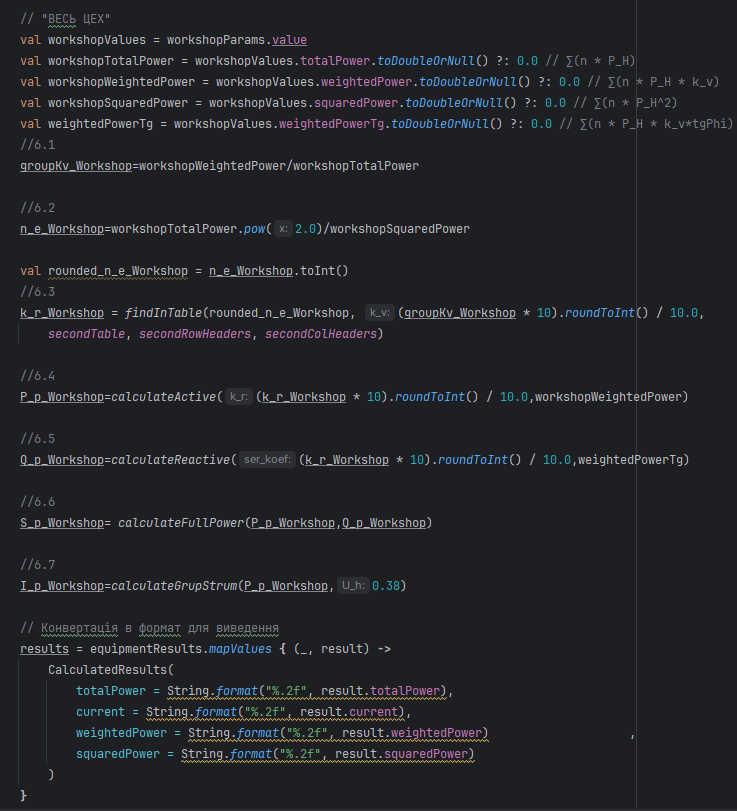 // "ВЕСЬ ЦЕХ"
val workshopValues = workshopParams.value
val workshopTotalPower = workshopValues.totalPower.toDoubleOrNull() ?: 0.0 // ∑(n * P_H)
val workshopWeightedPower = workshopValues.weightedPower.toDoubleOrNull() ?: 0.0 // ∑(n * P_H * k_v)
val workshopSquaredPower = workshopValues.squaredPower.toDoubleOrNull() ?: 0.0 // ∑(n * P_H^2)
val weightedPowerTg = workshopValues.weightedPowerTg.toDoubleOrNull() ?: 0.0 // ∑(n * P_H * k_v*tgPhi)
//6.1
groupKv_Workshop=workshopWeightedPower/workshopTotalPower
//6.2
n_e_Workshop=workshopTotalPower.pow( x: 2.0)/workshopSquaredPower
val rounded_n_e_Workshop = n_e_Workshop.toInt()
//6.3
k_r_Workshop = findInTable(rounded_n_e_Workshop, k_v: (groupKv_Workshop * 10).roundToInt() / 10.0,
secondTable, secondRowHeaders, secondColHeaders)
//6.4
P_p_Workshop=calculateActive( k_r: (k_r_Workshop * 10).roundToInt() / 10.0,workshopWeightedPower)
//6.5
Q_p_Workshop=calculateReactive( ser_koef: (k_r_Workshop * 10).roundToInt() / 10.0,weightedPowerTg)
//6.6
S_p_Workshop= calculateFullPower(P_p_Workshop,Q_p_Workshop)
//6.7
I_p_Workshop=calculateGrupStrum(P_p_Workshop, U_h: 0.38)
// Конвертація в формат для виведення
results = equipmentResults.mapValues { (_, result) ->
CalculatedResults(
totalPower = String.format("%.2f", result.totalPower),
current = String.format("%.2f", result.current),
weightedPower = String.format("%.2f", result.weightedPower) ,
squaredPower = String.format("%.2f", result.squaredPower)
)
}